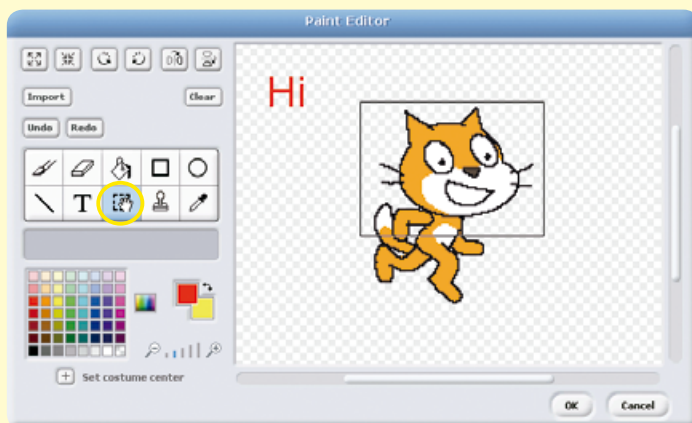 Paint Editor
Import
Clear
Undo
Redo
T
Set costume center
Hi
OK
Cancel